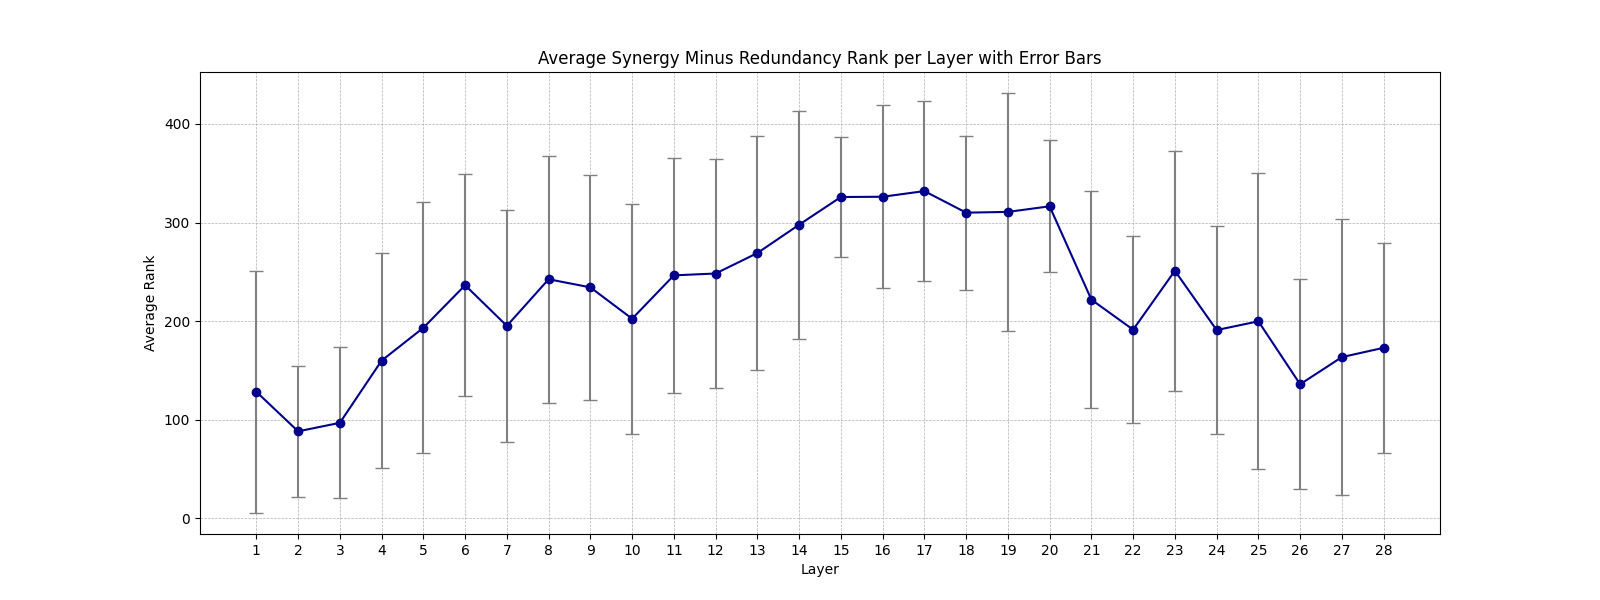 Average Synergy Minus Redundancy Rank per Layer with Error Bars
400
300
200
100
0
Average Rank
1 2 3 4 5 6 7 8 9 10 11 12 13 14 15 16 17 18 19 20 21 22 23 24 25 26 27 28
Layer